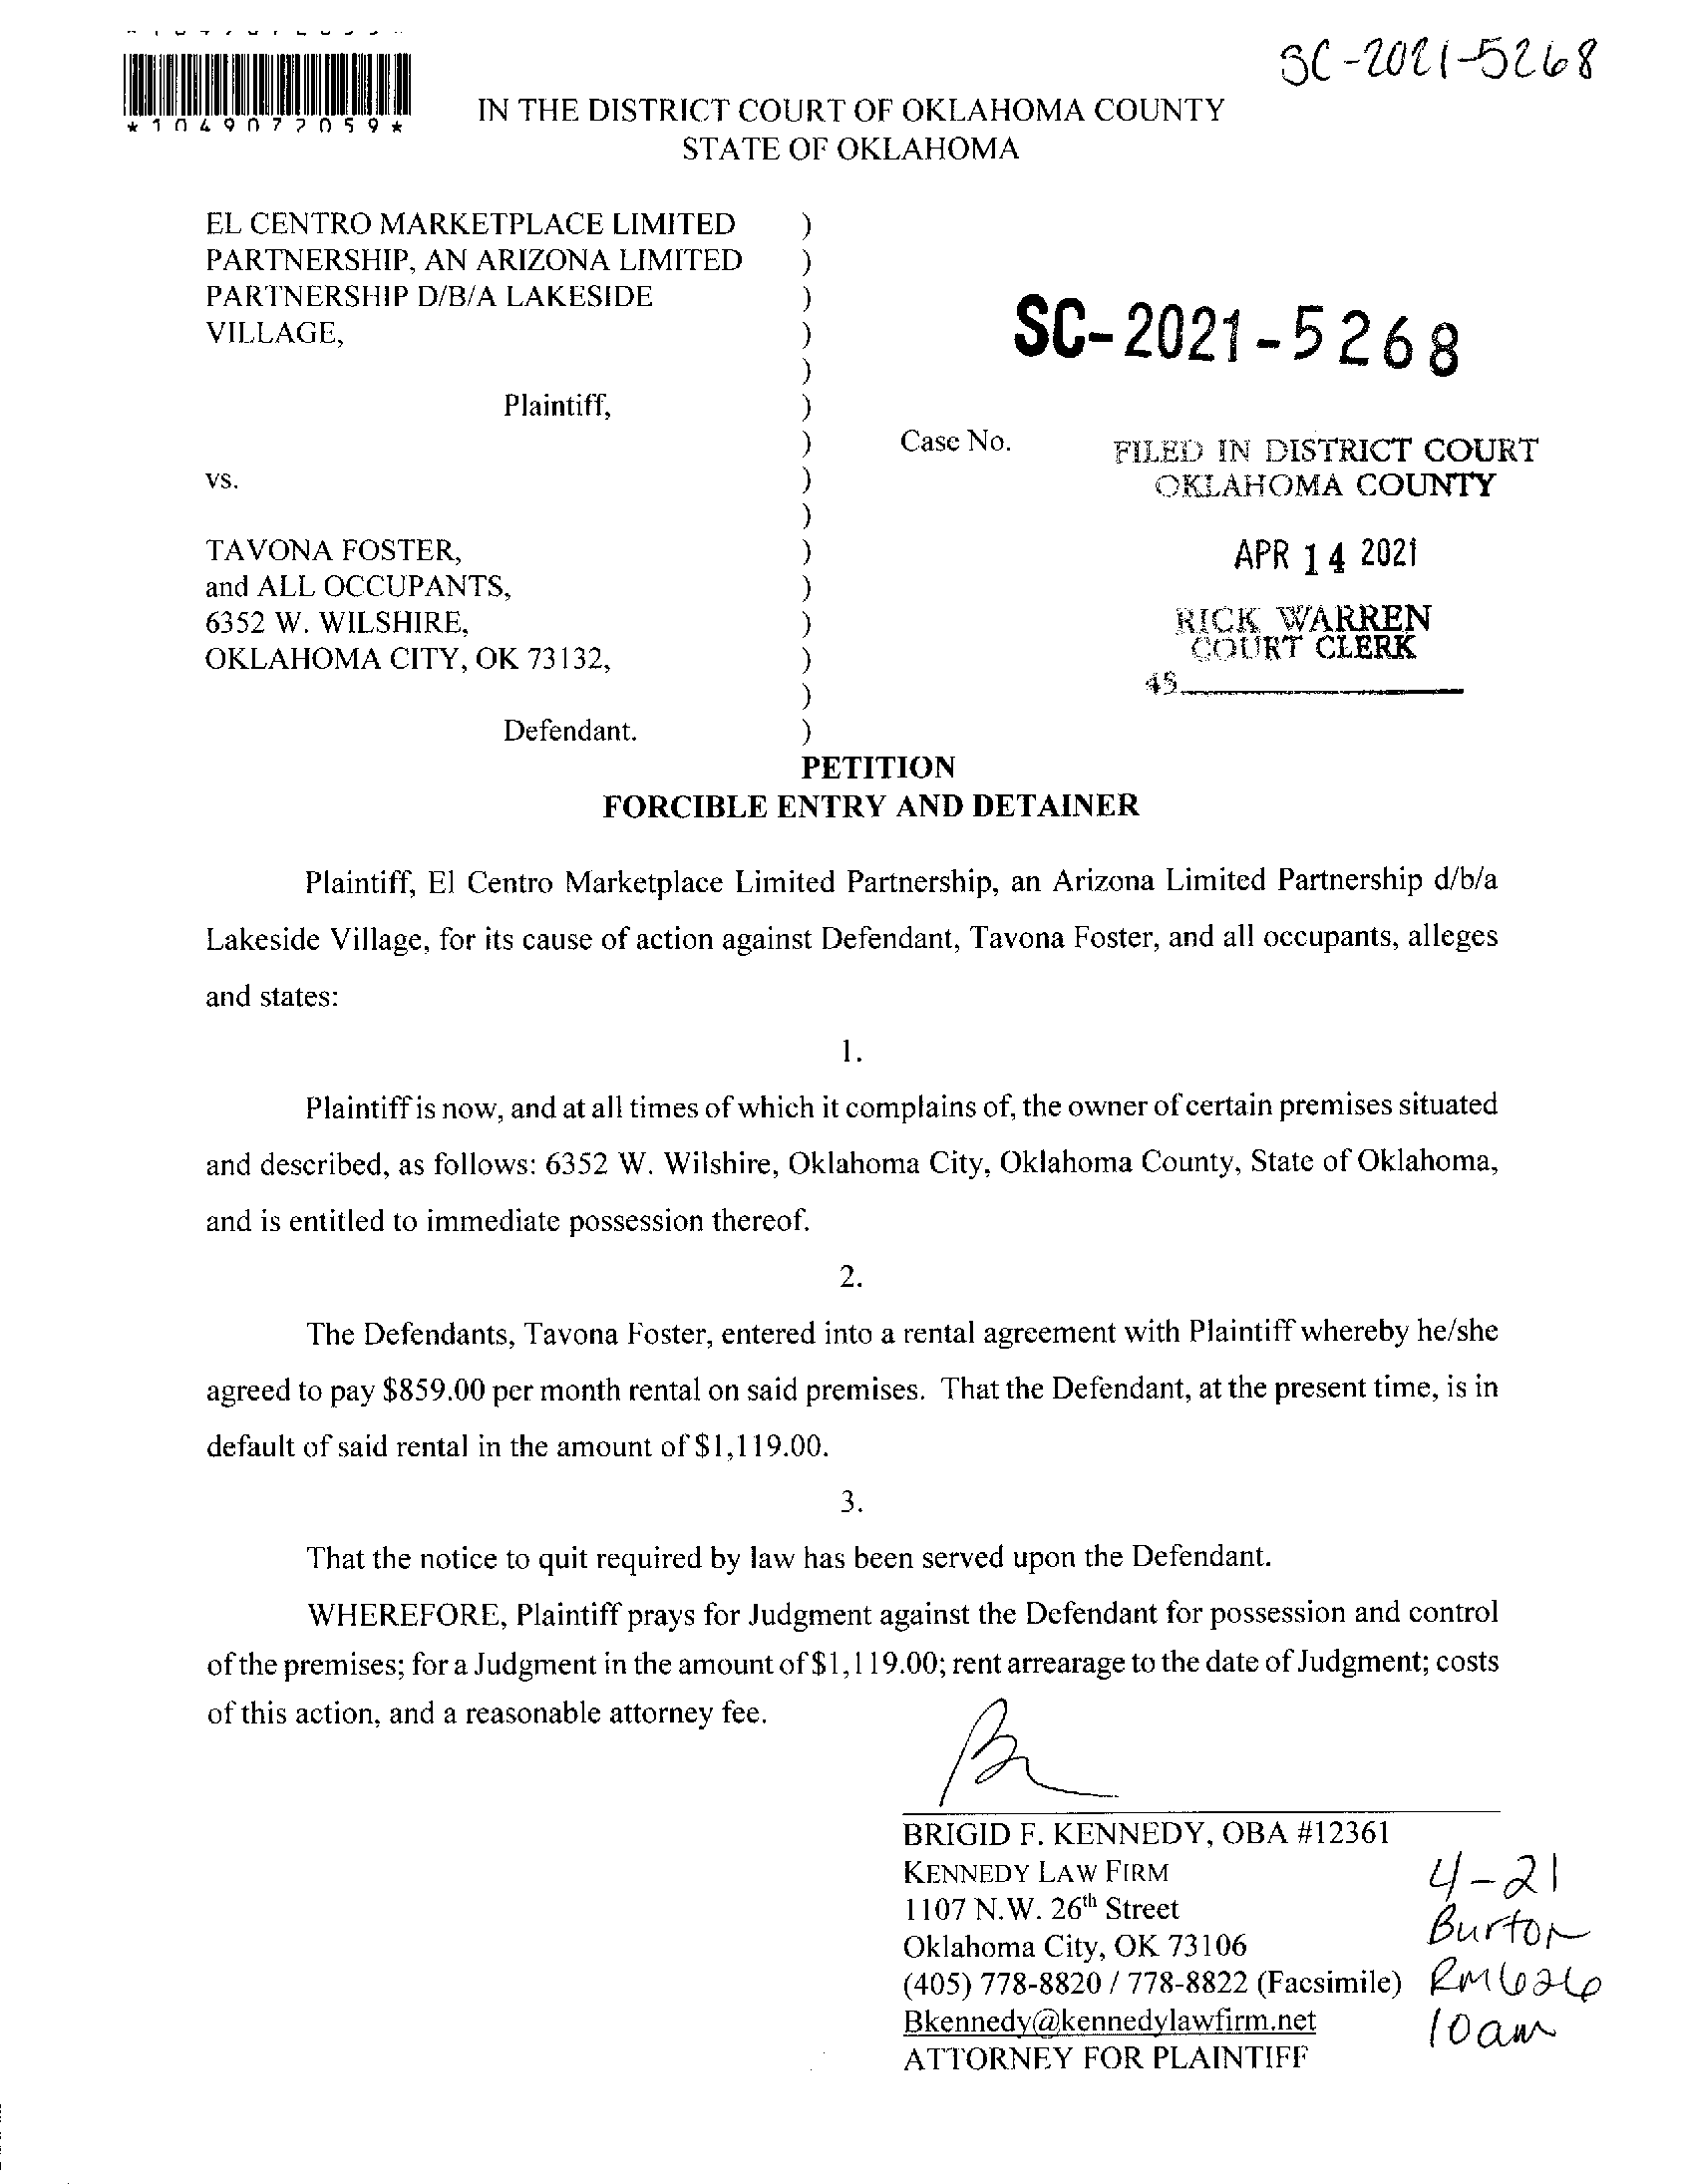 SC-2021-5268
*1049072059*
IN THE DISTRICT COURT OF OKLAHOMA COUNTY
STATE OF OKLAHOMA
EL CENTRO MARKETPLACE LIMITED )
PARTNERSHIP, AN ARIZONA LIMITED )
PARTNERSHIP D/B/A LAKESIDE )
VILLAGE, )
)
SC-2021-5268
Plaintiff, )
) Case No.
FILED IN DISTRICT COURT
OKLAHOMA COUNTY
vs. )
)
TAVONA FOSTER, )
APR 14 2021
and ALL OCCUPANTS, )
6352 W. WILSHIRE, )
RICK WARREN
COURT CLERK
OKLAHOMA CITY, OK 73132, )
45
)
Defendant. )
PETITION
FORCIBLE ENTRY AND DETAINER
Plaintiff, El Centro Marketplace Limited Partnership, an Arizona Limited Partnership d/b/a
Lakeside Village, for its cause of action against Defendant, Tavona Foster, and all occupants, alleges
and states:
1.
Plaintiff is now, and at all times of which it complains of, the owner of certain premises situated
and described, as follows: 6352 W. Wilshire, Oklahoma City, Oklahoma County, State of Oklahoma,
and is entitled to immediate possession thereof.
2.
The Defendants, Tavona Foster, entered into a rental agreement with Plaintiff whereby he/she
agreed to pay $859.00 per month rental on said premises. That the Defendant, at the present time, is in
default of said rental in the amount of $1,119.00.
3.
That the notice to quit required by law has been served upon the Defendant.
WHEREFORE, Plaintiff prays for Judgment against the Defendant for possession and control
of the premises; for a Judgment in the amount of $1,119.00; rent arrearage to the date of Judgment; costs
of this action, and a reasonable attorney fee.
BRIGID F. KENNEDY, OBA #12361
KENNEDY LAW FIRM
1107 N.W. 26th Street
Oklahoma City, OK 73106
(405) 778-8820 / 778-8822 (Facsimile)
Bkennedy@kennedylawfirm.net
ATTORNEY FOR PLAINTIFF
4-21
Burton
RM 626
10am